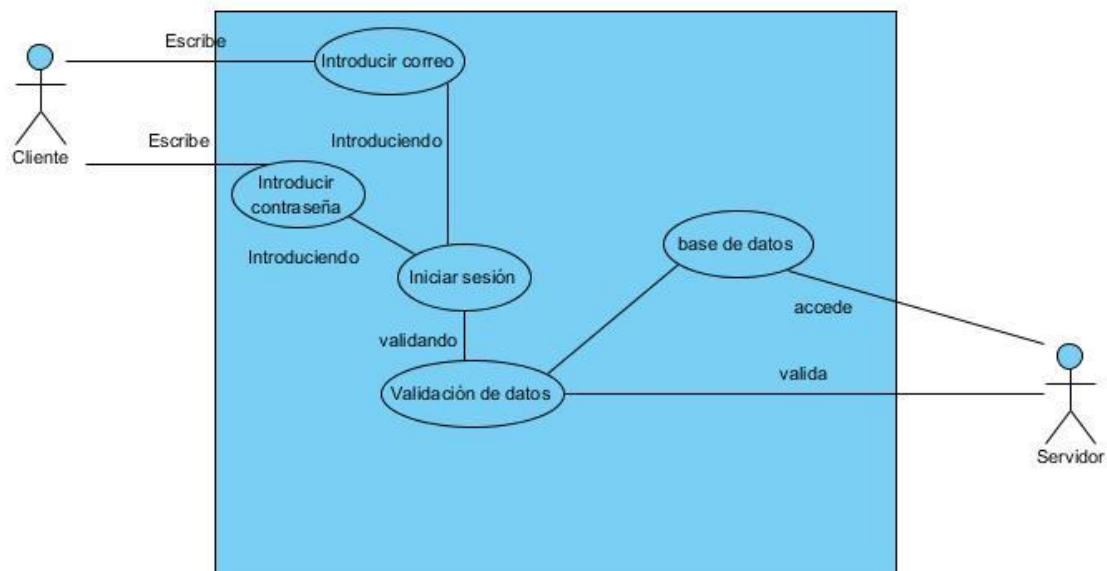 Escribe
Introducir correo
Cliente
Escribe
Introduciendo
Introducir
contraseña
Introduciendo
Iniciar sesión
base de datos
accede
validando
Validación de datos
valida
Servidor